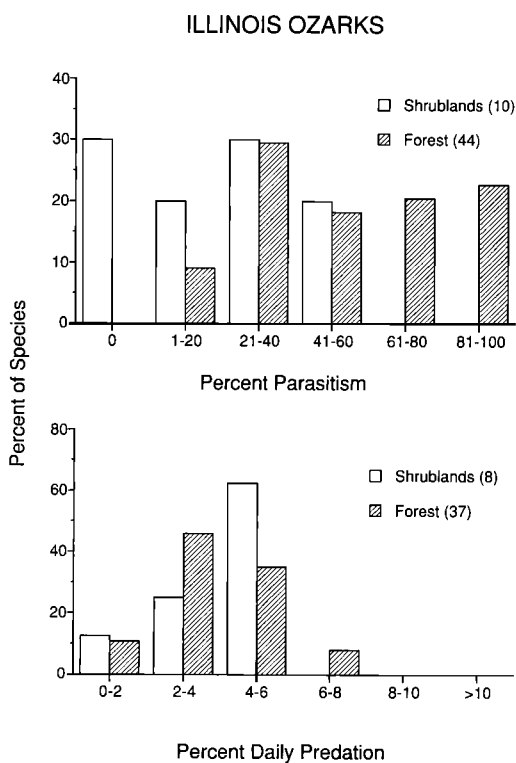 ILLINOIS OZARKS
40
30
20
10
0
Shrublands (10)
Forest (44)
0 1-20 21-40 41-60 61-80 81-100
Percent Parasitism
Percent of Species
80
60
40
20
0
Shrublands (8)
Forest (37)
0-2 2-4 4-6 6-8 8-10 >10
Percent Daily Predation